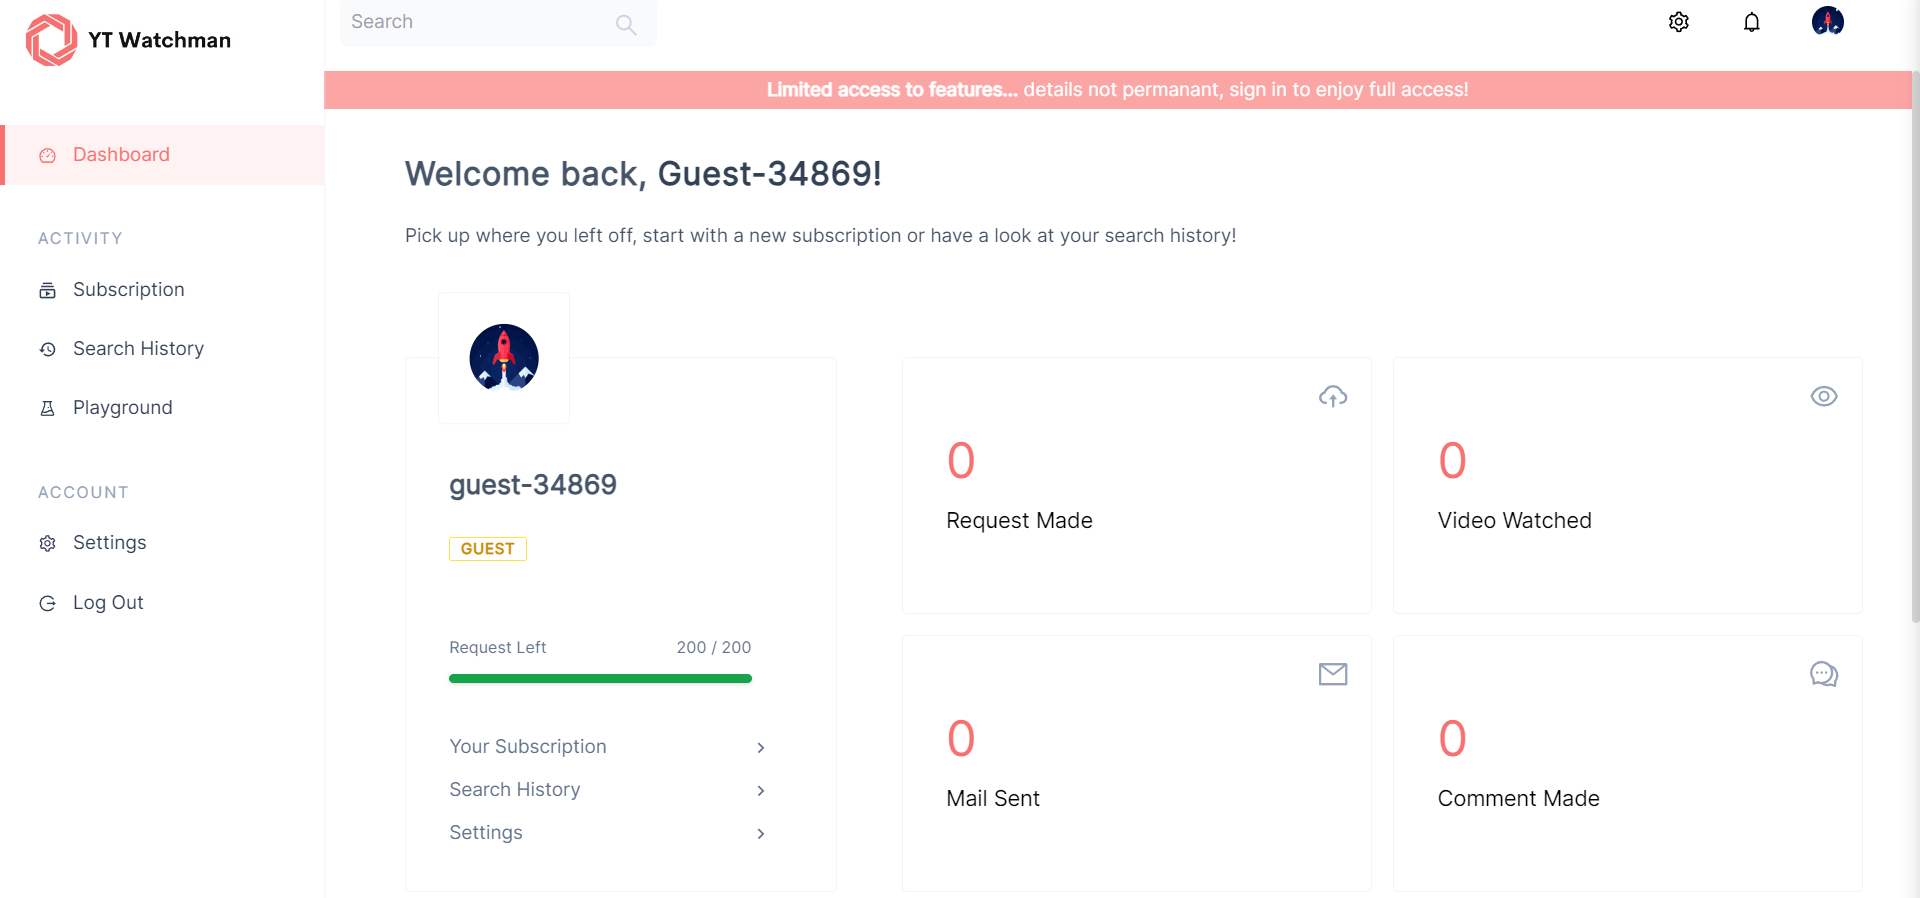 YT Watchman
Search
Limited access to features... details not permanant, sign in to enjoy full access!
Dashboard
ACTIVITY
Subscription
Search History
Playground
ACCOUNT
Settings
Log Out
Welcome back, Guest-34869!
Pick up where you left off, start with a new subscription or have a look at your search history!
guest-34869
GUEST
Request Left 200 / 200
Your Subscription
Search History
Settings
0
Request Made
0
Video Watched
0
Mail Sent
0
Comment Made